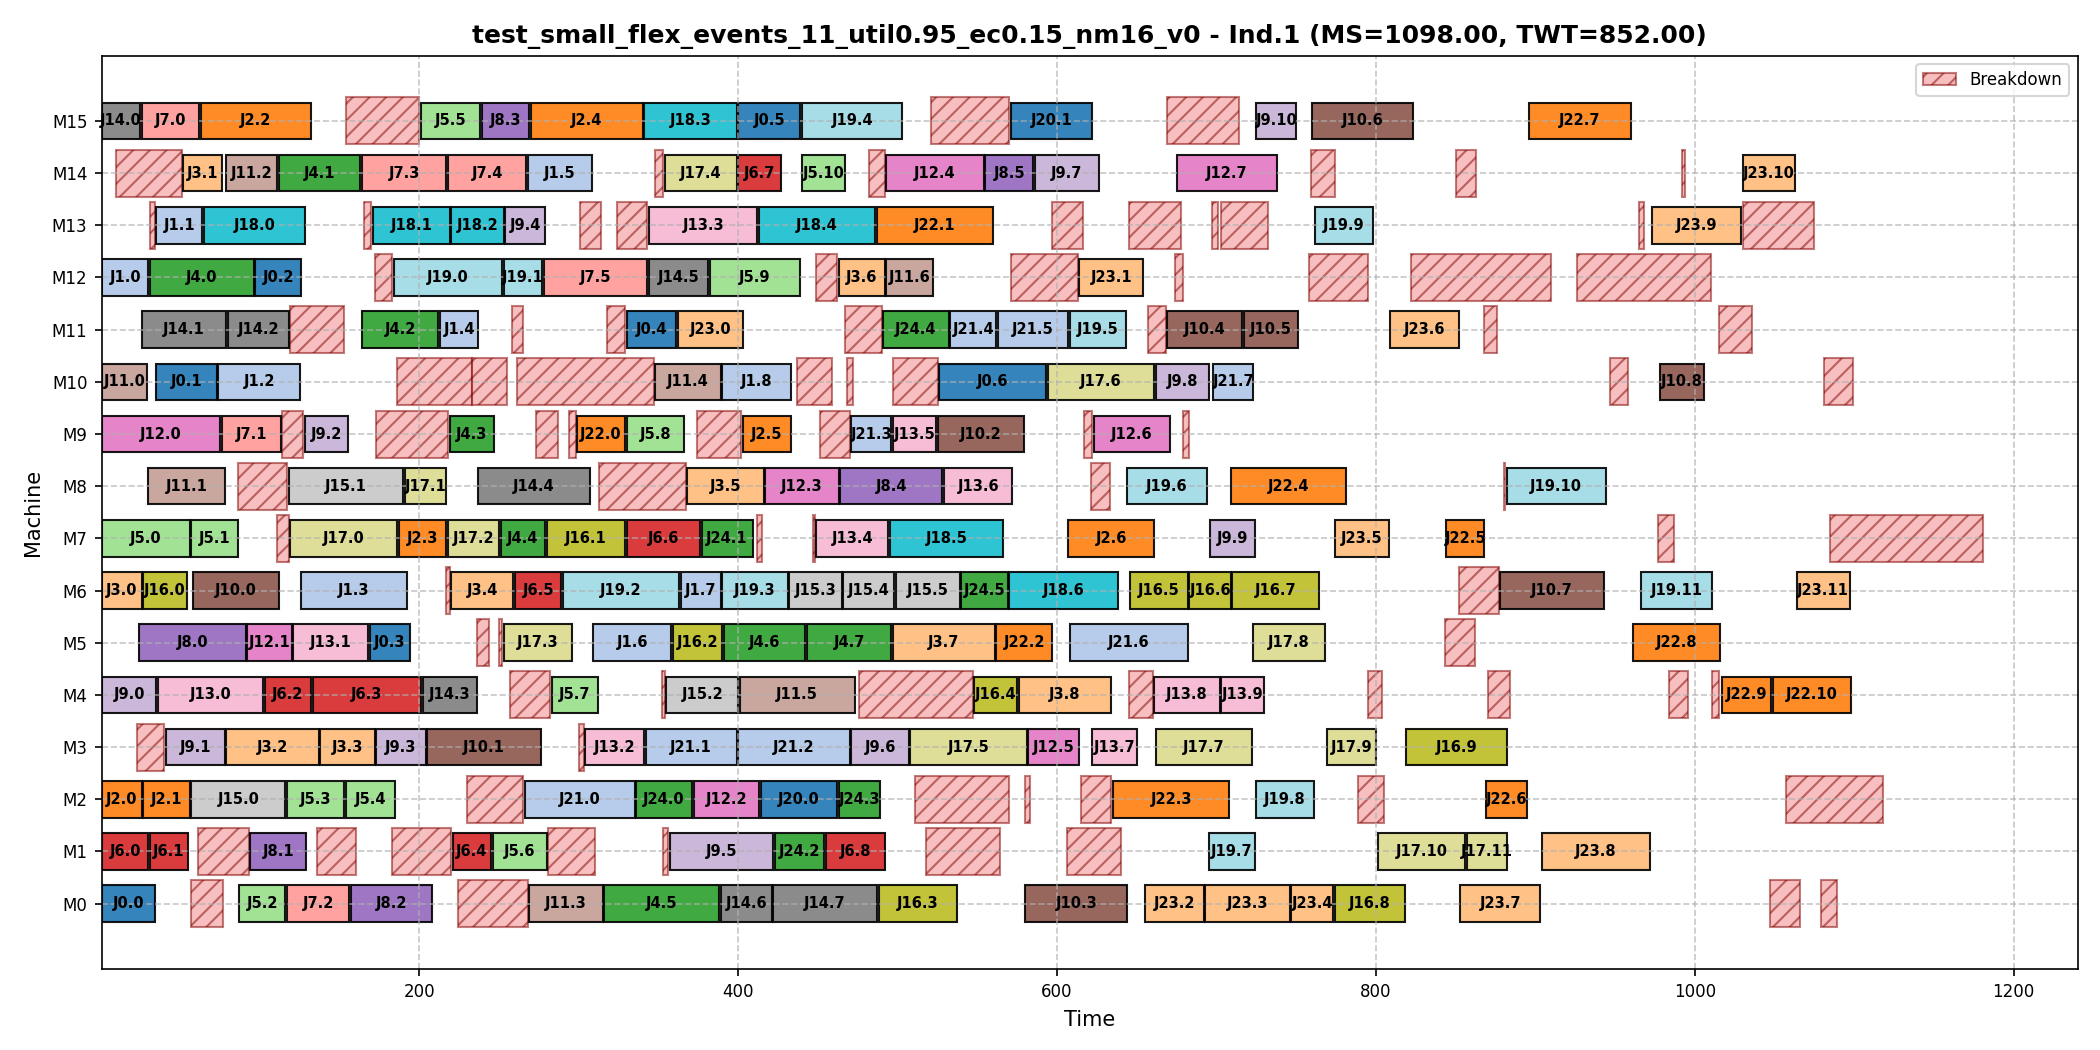 test_small_flex_events_11_util0.95_ec0.15_nm16_v0 - Ind.1 (MS=1098.00, TWT=852.00)
Breakdown
M15 J14.0 J7.0 J2.2 J5.5 J8.3 J2.4 J18.3 J0.5 J19.4 J20.1 J9.10 J10.6 J22.7
M14 J3.1 J11.2 J4.1 J7.3 J7.4 J1.5 J17.4 J6.7 J5.10 J12.4 J8.5 J9.7 J12.7 J23.10
M13 J1.1 J18.0 J18.1 J18.2 J9.4 J13.3 J18.4 J22.1 J19.9 J23.9
M12 J1.0 J4.0 J0.2 J19.0 J19.1 J7.5 J14.5 J5.9 J3.6 J11.6 J23.1
M11 J14.1 J14.2 J4.2 J1.4 J0.4 J23.0 J24.4 J21.4 J21.5 J19.5 J10.4 J10.5 J23.6
M10 J11.0 J0.1 J1.2 J11.4 J1.8 J0.6 J17.6 J9.8 J21.7 J10.8
M9 J12.0 J7.1 J9.2 J4.3 J22.0 J5.8 J2.5 J21.3 J13.5 J10.2 J12.6
M8 J11.1 J15.1 J17.1 J14.4 J3.5 J12.3 J8.4 J13.6 J19.6 J22.4 J19.10
M7 J5.0 J5.1 J17.0 J2.3 J17.2 J4.4 J16.1 J6.6 J24.1 J13.4 J18.5 J2.6 J9.9 J23.5 J22.5
M6 J3.0 J16.0 J10.0 J1.3 J3.4 J6.5 J19.2 J1.7 J19.3 J15.3 J15.4 J15.5 J24.5 J18.6 J16.5 J16.6 J16.7 J10.7 J19.11 J23.11
M5 J8.0 J12.1 J13.1 J0.3 J17.3 J1.6 J16.2 J4.6 J4.7 J3.7 J22.2 J21.6 J17.8 J22.8
M4 J9.0 J13.0 J6.2 J6.3 J14.3 J5.7 J15.2 J11.5 J16.4 J3.8 J13.8 J13.9 J22.9 J22.10
M3 J9.1 J3.2 J3.3 J9.3 J10.1 J13.2 J21.1 J21.2 J9.6 J17.5 J12.5 J13.7 J17.7 J17.9 J16.9
M2 J2.0 J2.1 J15.0 J5.3 J5.4 J21.0 J24.0 J12.2 J20.0 J24.3 J22.3 J19.8 J22.6
M1 J6.0 J6.1 J8.1 J6.4 J5.6 J9.5 J24.2 J6.8 J19.7 J17.10 J17.11 J23.8
M0 J0.0 J5.2 J7.2 J8.2 J11.3 J4.5 J14.6 J14.7 J16.3 J10.3 J23.2 J23.3 J23.4 J16.8 J23.7
Machine
200 400 600 800 1000 1200
Time